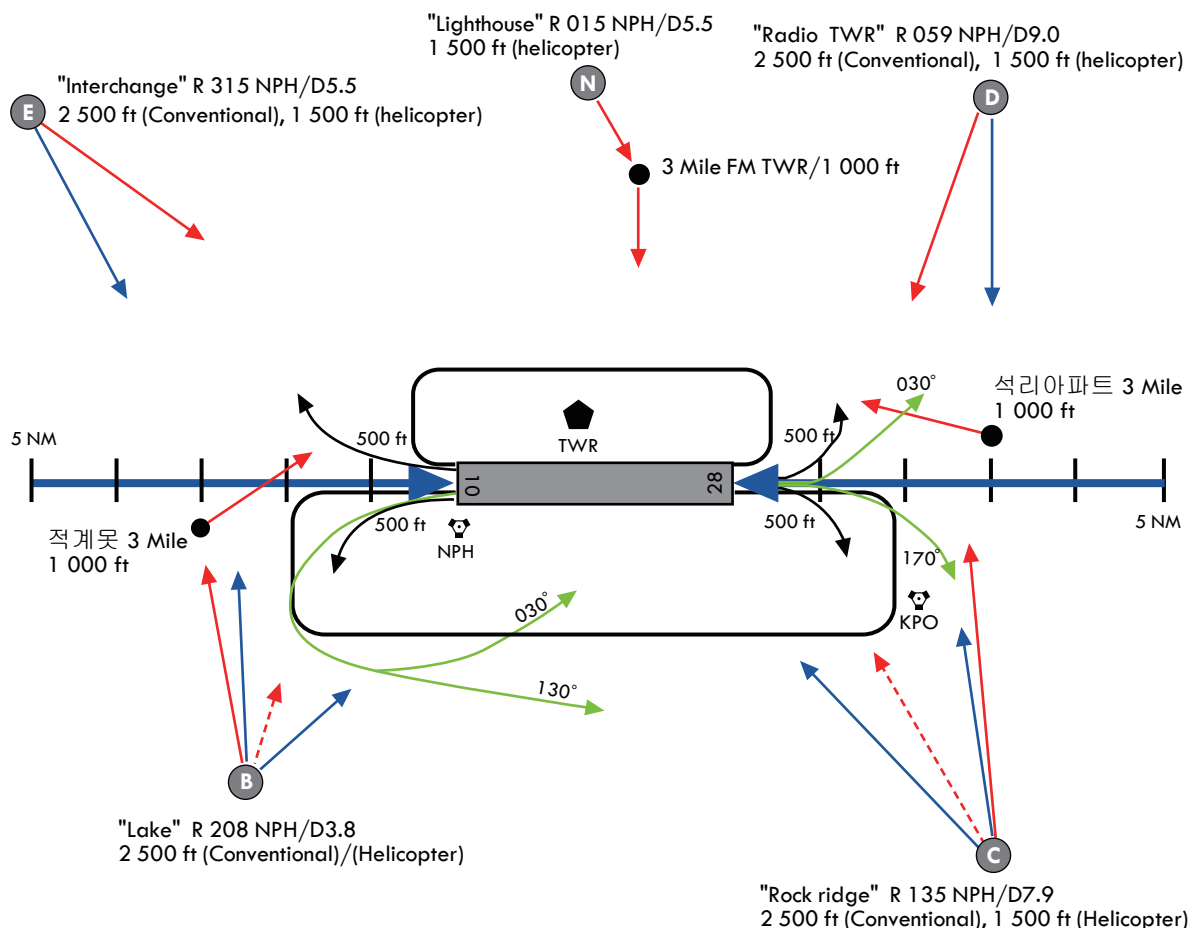 "Lighthouse" R 015 NPH/D5.5
1 500 ft (helicopter)
N
"Radio TWR" R 059 NPH/D9.0
2 500 ft (Conventional), 1 500 ft (helicopter)
D
"Interchange" R 315 NPH/D5.5
2 500 ft (Conventional), 1 500 ft (helicopter)
E
3 Mile FM TWR/1 000 ft
석리아파트 3 Mile
1 000 ft
030°
5 NM
500 ft
TWR
500 ft
10
28
5 NM
적계못 3 Mile
1 000 ft
500 ft
NPH
500 ft
170°
KPO
030°
130°
B
"Lake" R 208 NPH/D3.8
2 500 ft (Conventional)/(Helicopter)
C
"Rock ridge" R 135 NPH/D7.9
2 500 ft (Conventional), 1 500 ft (Helicopter)